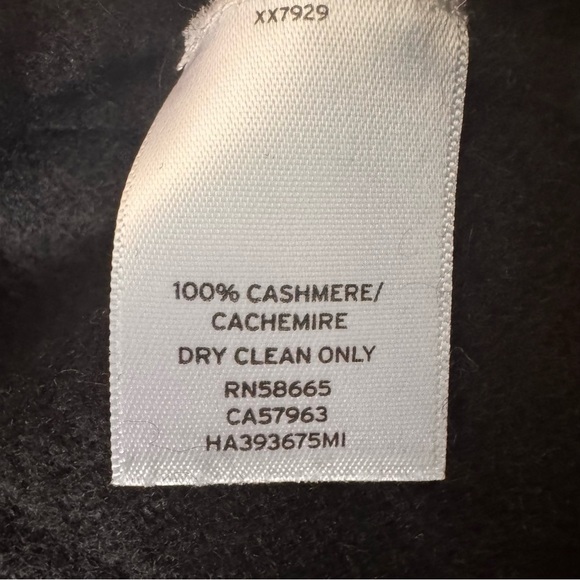 XX7929
100% CASHMERE/
CACHEMIRE
DRY CLEAN ONLY
RN58665
CA57963
HA393675MI